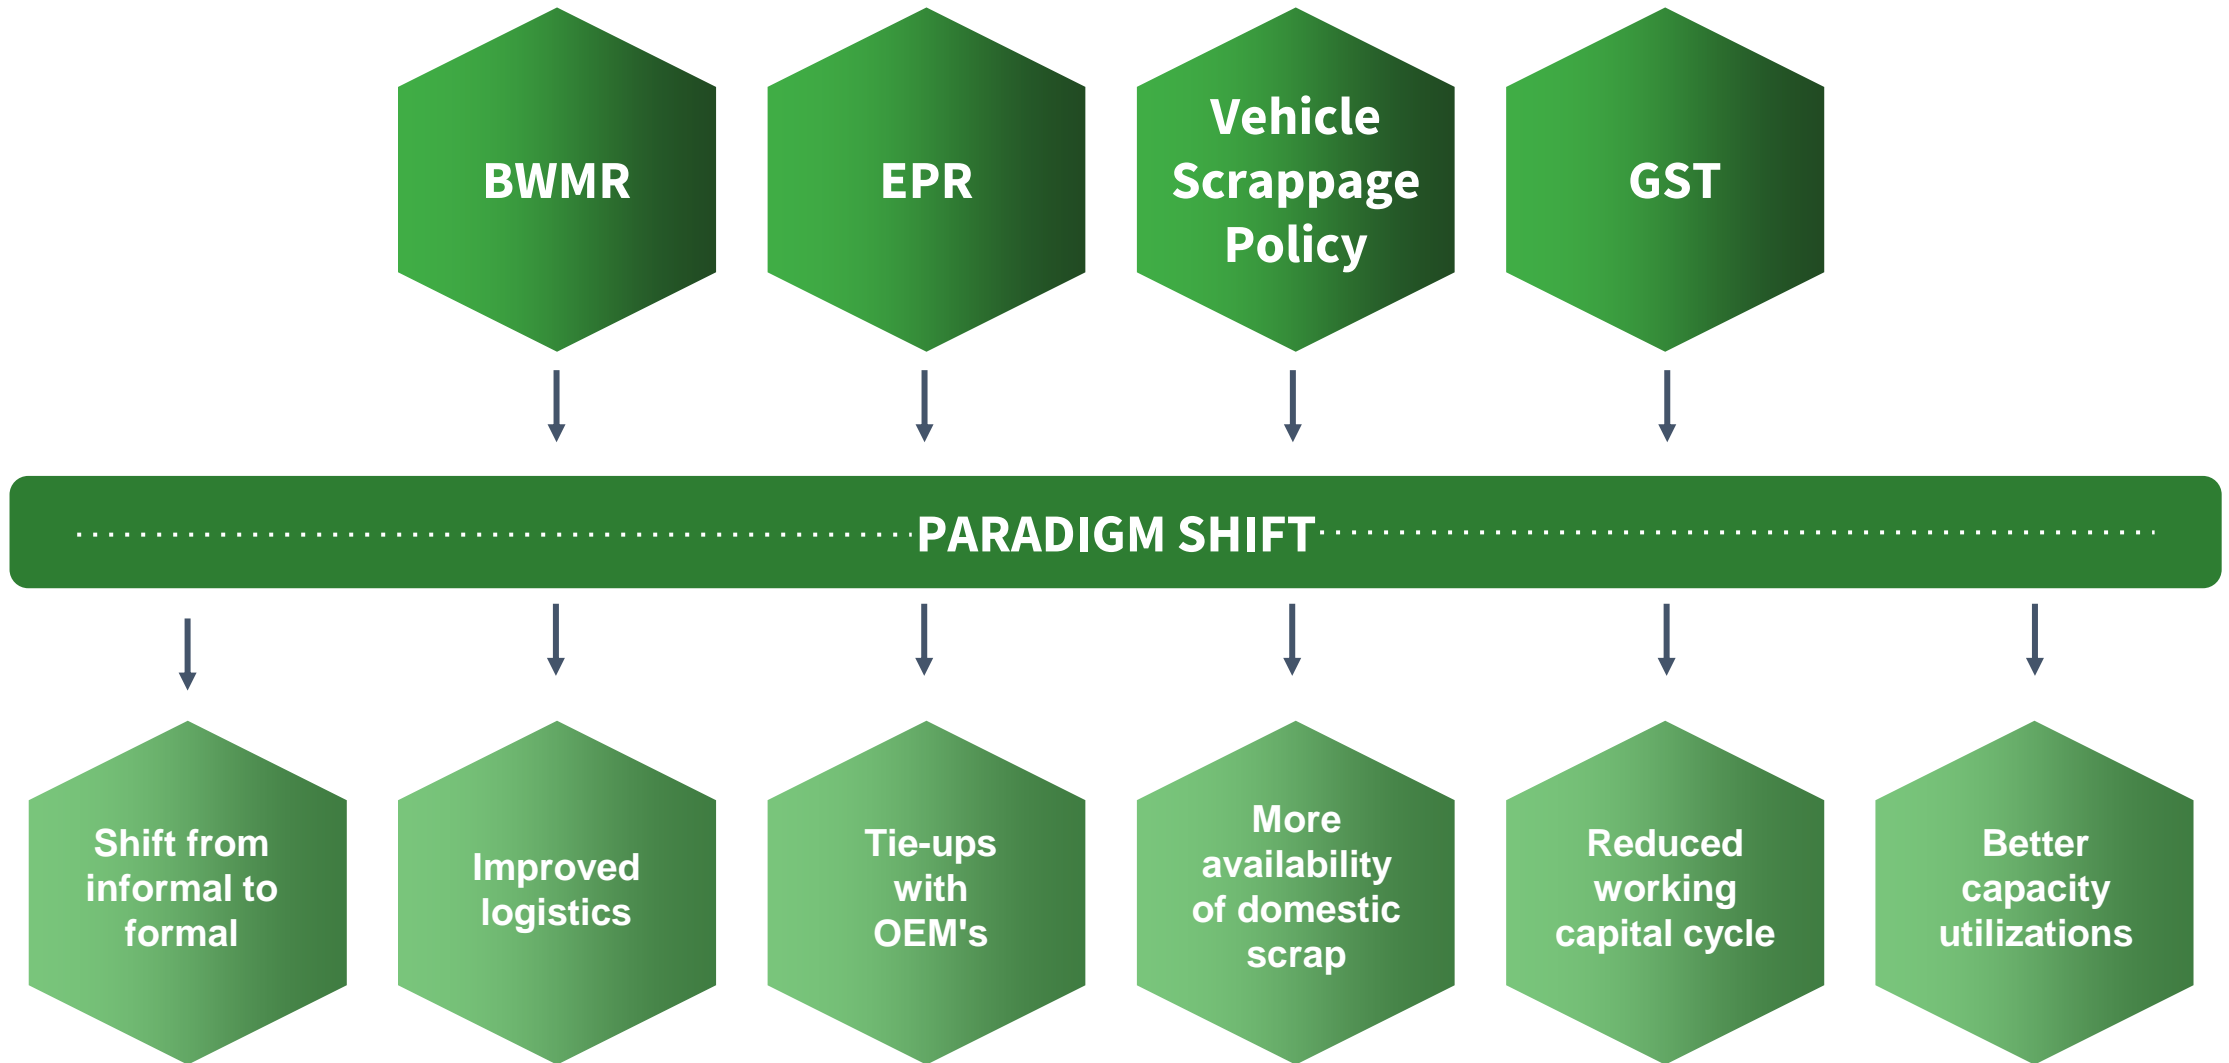 BWMR
EPR
Vehicle
Scrappage
Policy
GST
PARADIGM SHIFT
Shift from
informal to
formal
Improved
logistics
Tie-ups
with
OEM's
More
availability
of domestic
scrap
Reduced
working
capital cycle
Better
capacity
utilizations